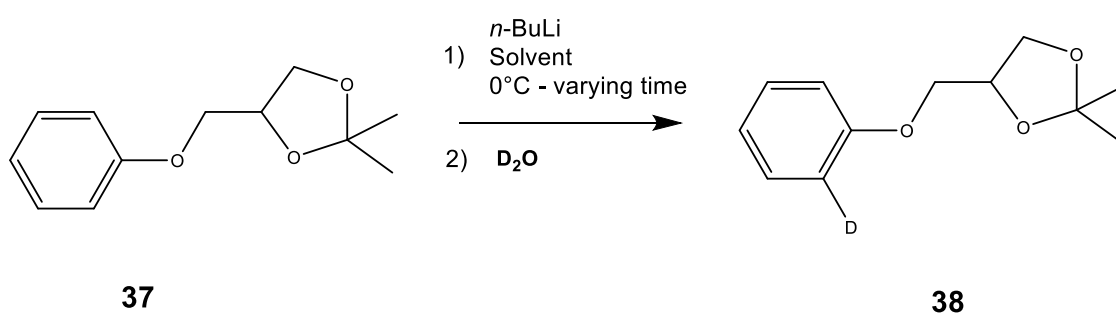 n-BuLi
1) Solvent
0°C - varying time
2) D₂O
O
O
O
O
O
O
D
37
38